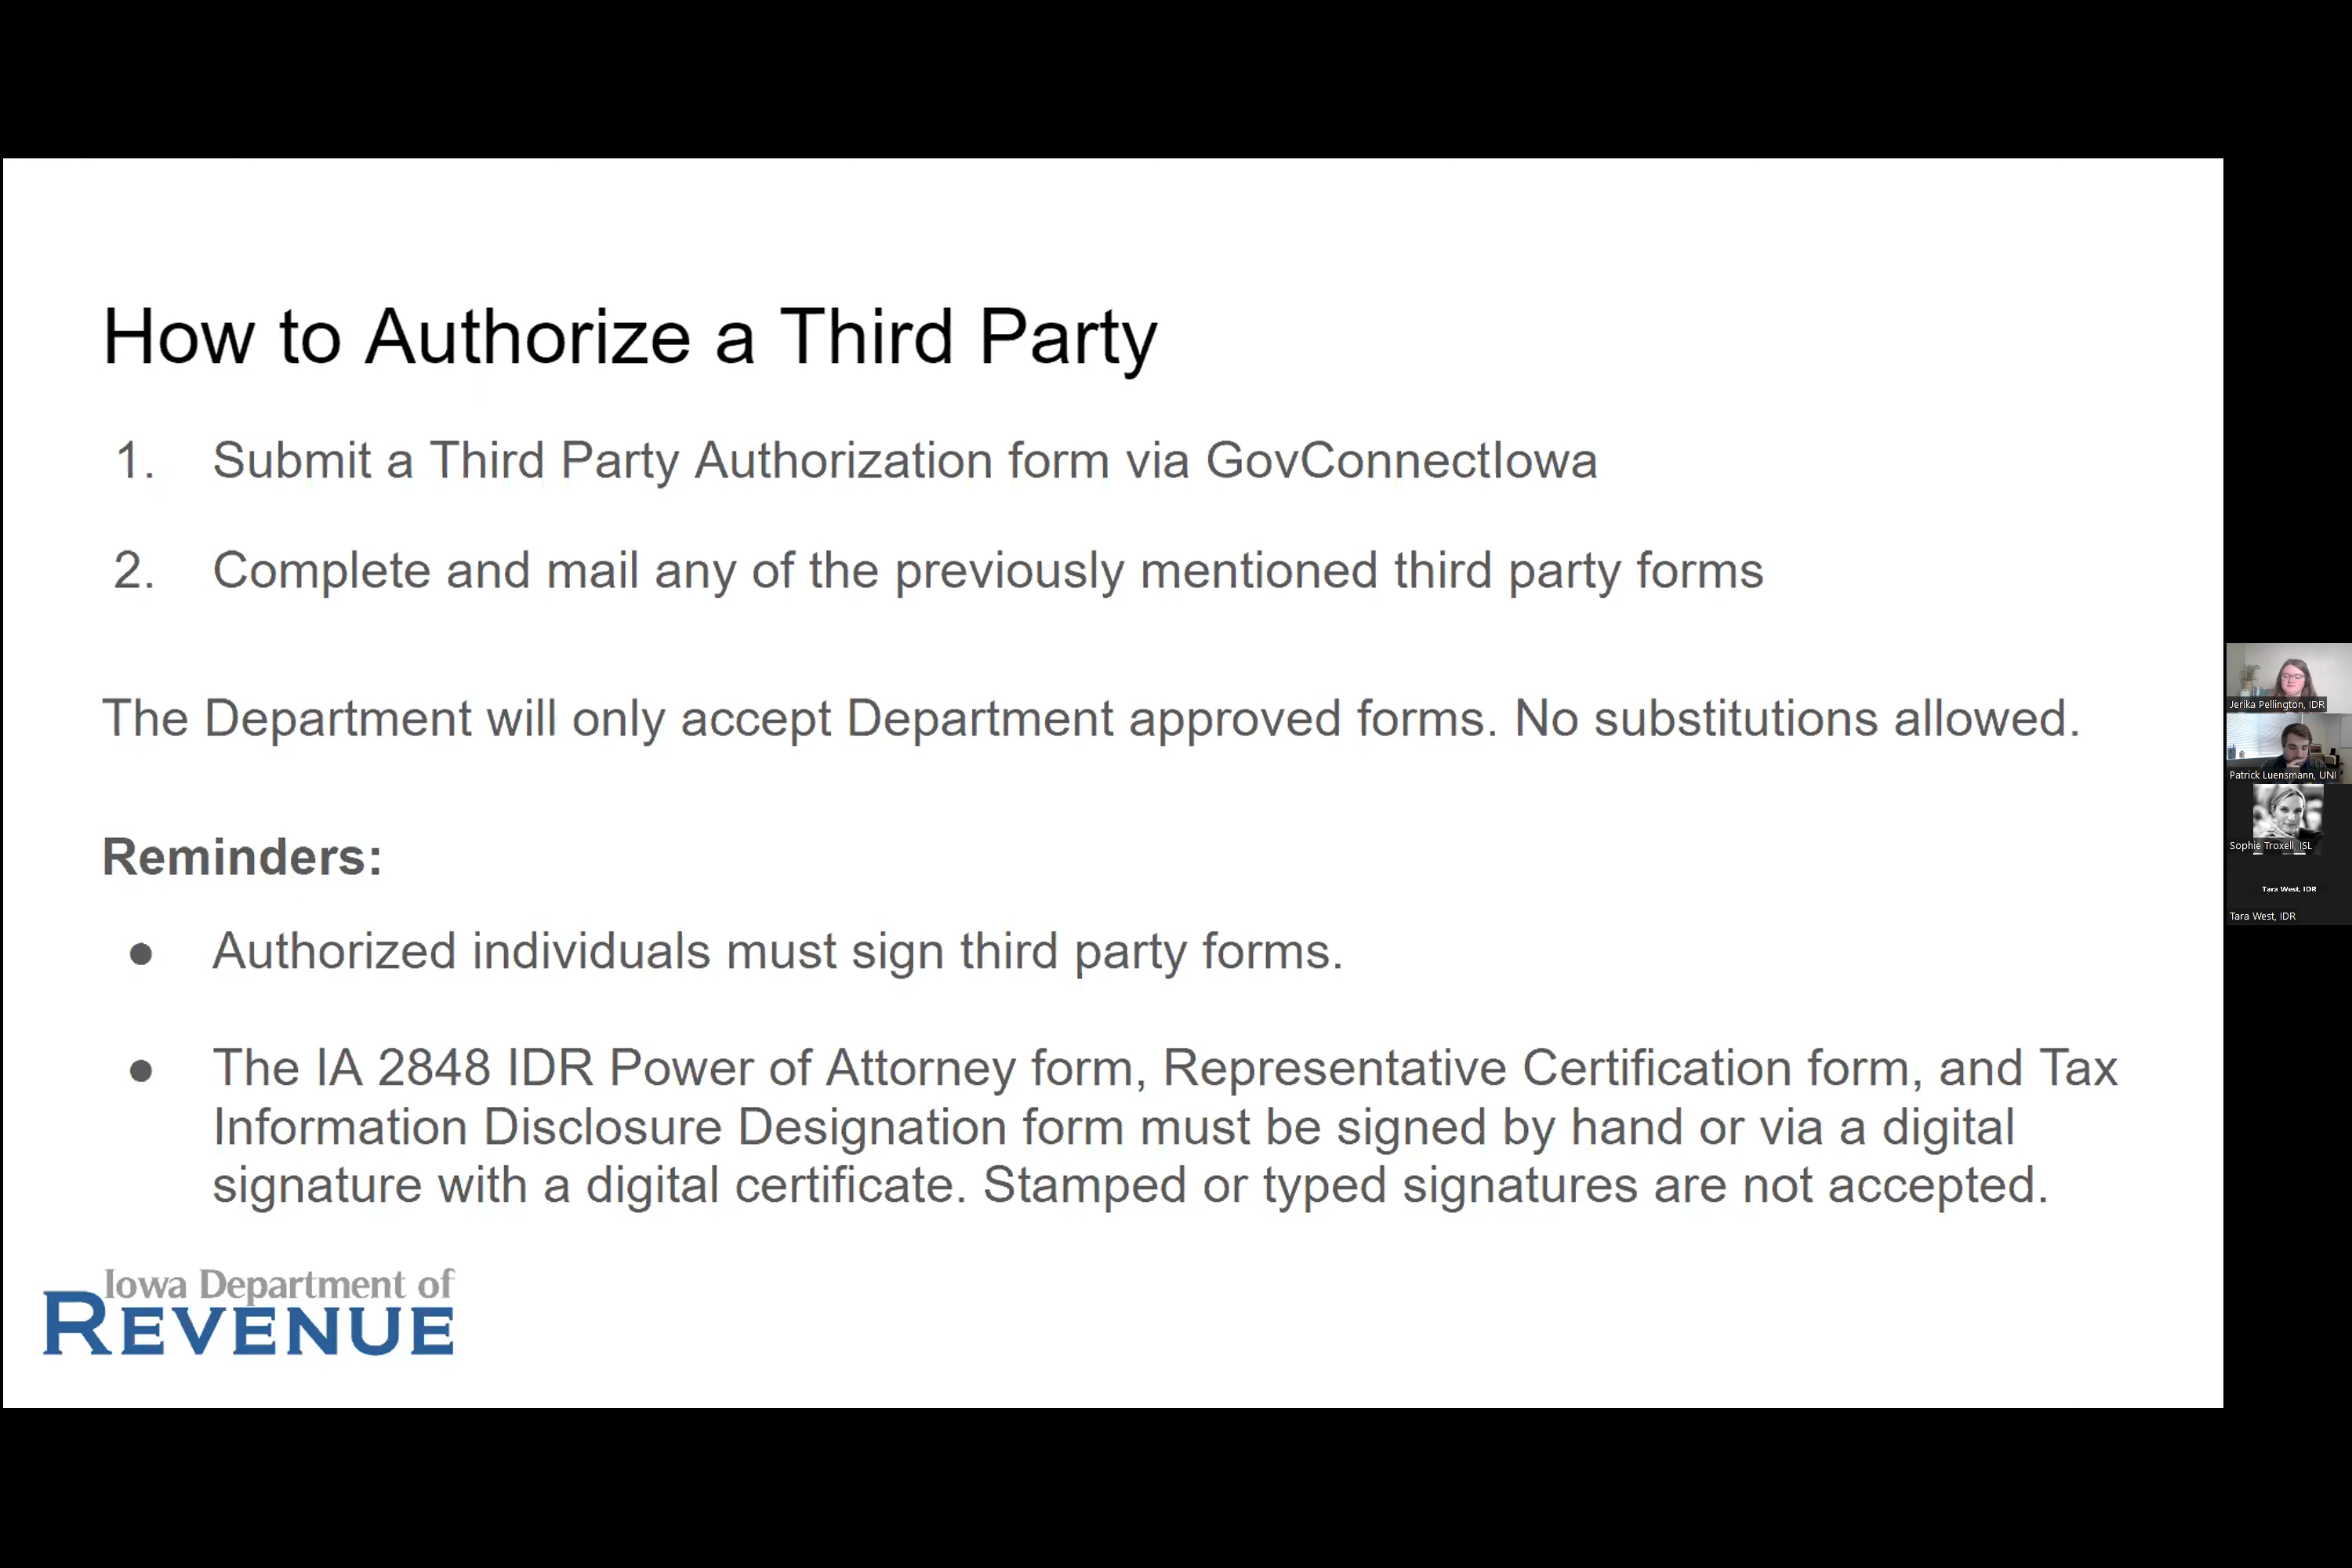 How to Authorize a Third Party
1. Submit a Third Party Authorization form via GovConnectIowa
2. Complete and mail any of the previously mentioned third party forms
The Department will only accept Department approved forms. No substitutions allowed.
Reminders:
● Authorized individuals must sign third party forms.
● The IA 2848 IDR Power of Attorney form, Representative Certification form, and Tax
Information Disclosure Designation form must be signed by hand or via a digital
signature with a digital certificate. Stamped or typed signatures are not accepted.
Iowa Department of
REVENUE
Jerika Pellington, IDR
Patrick Luensmann, UNI
Sophie Troxell, ISL
Tara West, IDR
Tara West, IDR